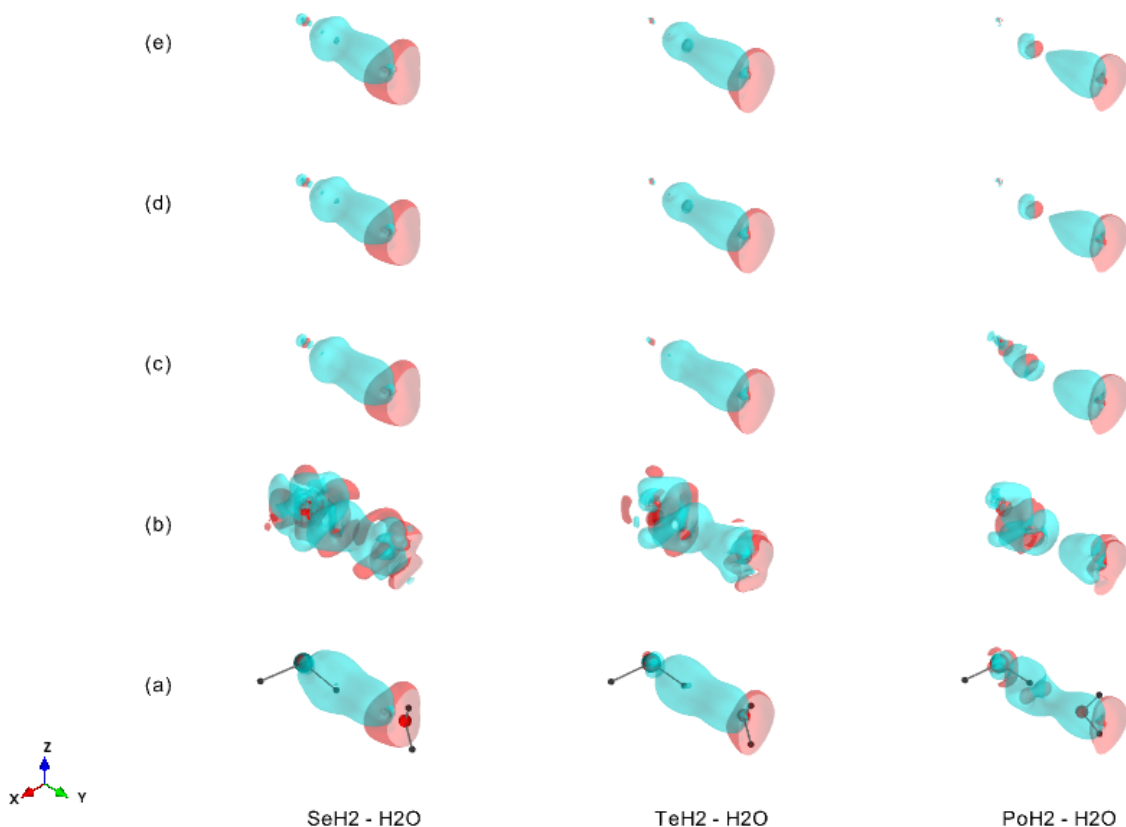 (e)
(d)
(c)
(b)
(a)
Z
X
Y
SeH2 - H2O
TeH2 - H2O
PoH2 - H2O